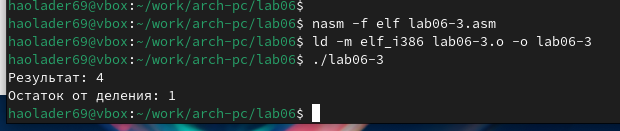 haolader69@vbox:~/work/arch-pc/lab06$
haolader69@vbox:~/work/arch-pc/lab06$ nasm -f elf lab06-3.asm
haolader69@vbox:~/work/arch-pc/lab06$ ld -m elf_i386 lab06-3.o -o lab06-3
haolader69@vbox:~/work/arch-pc/lab06$ ./lab06-3
Результат: 4
Остаток от деления: 1
haolader69@vbox:~/work/arch-pc/lab06$